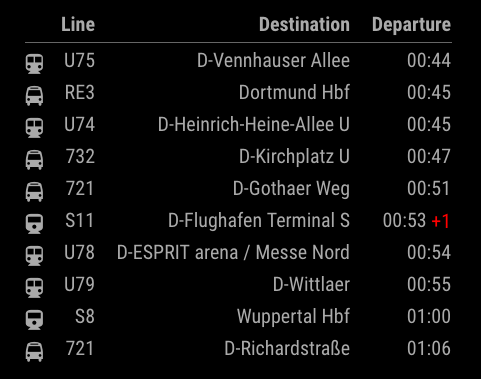 Line Destination Departure
U75 D-Vennhauser Allee 00:44
RE3 Dortmund Hbf 00:45
U74 D-Heinrich-Heine-Allee U 00:45
732 D-Kirchplatz U 00:47
721 D-Gothaer Weg 00:51
S11 D-Flughafen Terminal S 00:53 +1
U78 D-ESPRIT arena / Messe Nord 00:54
U79 D-Wittlaer 00:55
S8 Wuppertal Hbf 01:00
721 D-Richardstraße 01:06